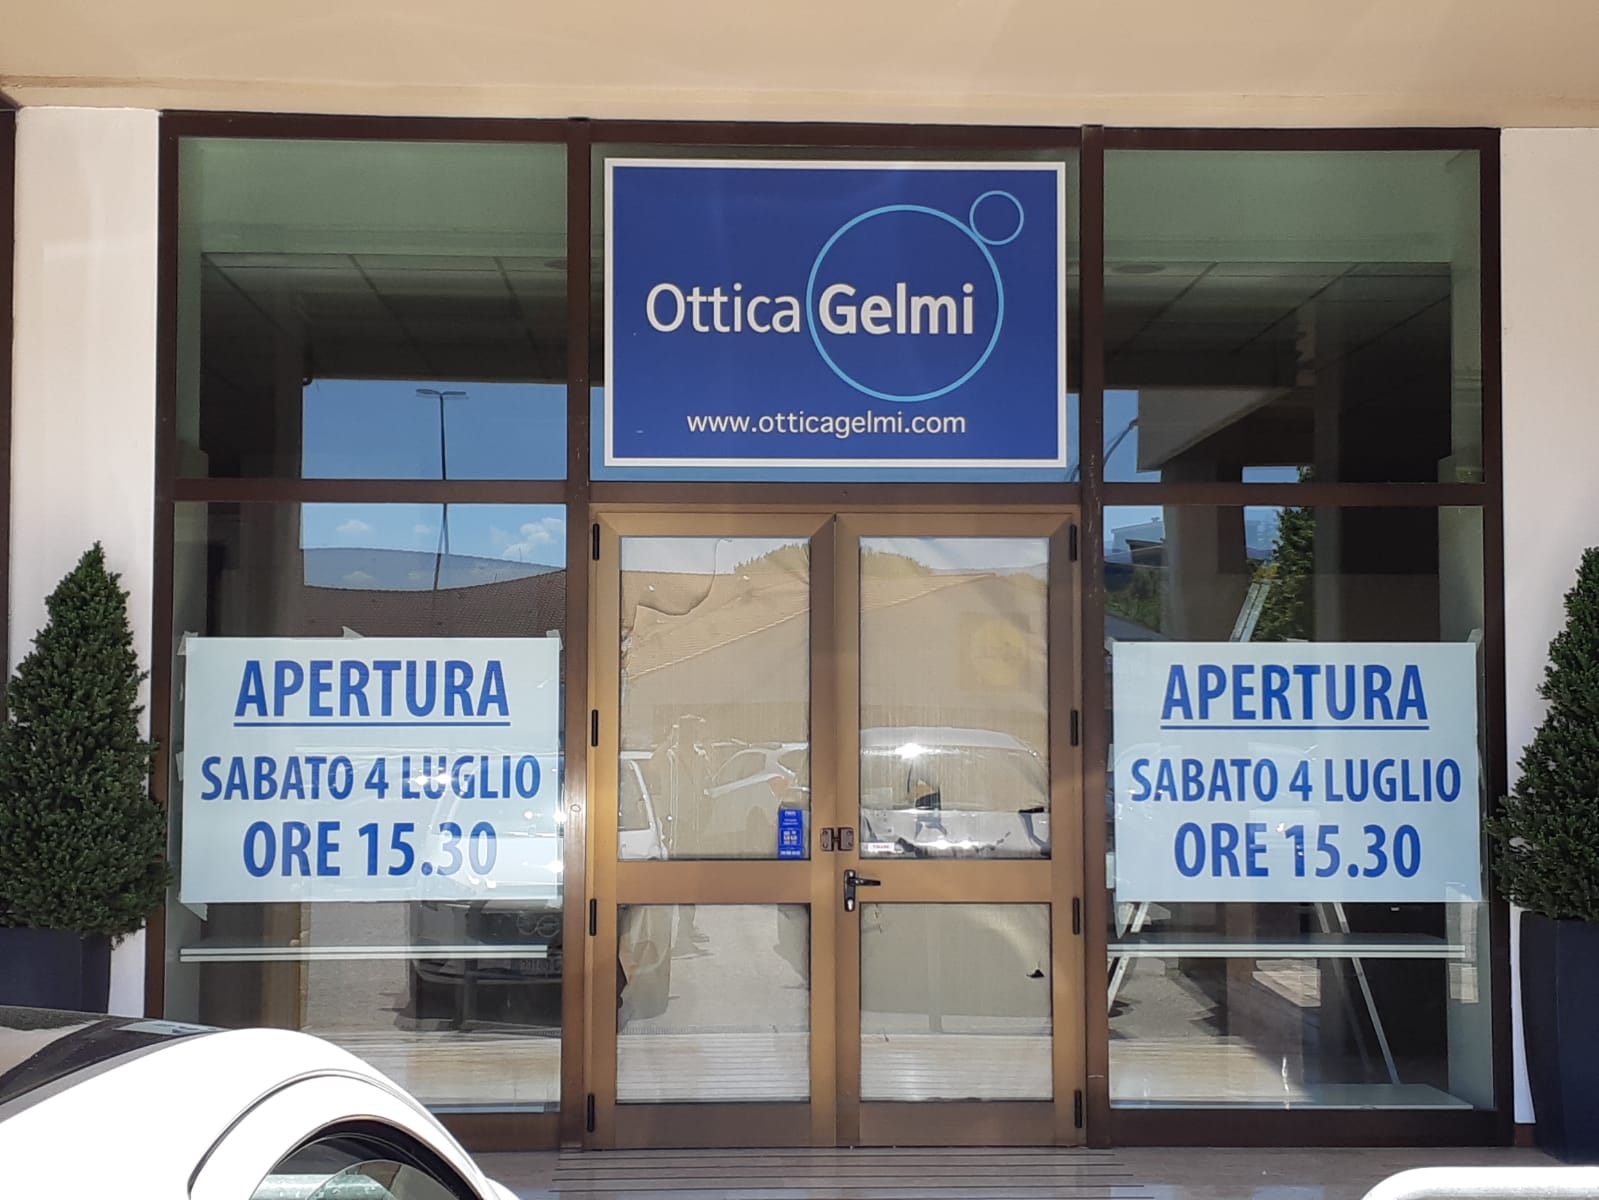 Ottica Gelmi
www.otticagelmi.com
APERTURA
SABATO 4 LUGLIO
ORE 15.30
APERTURA
SABATO 4 LUGLIO
ORE 15.30